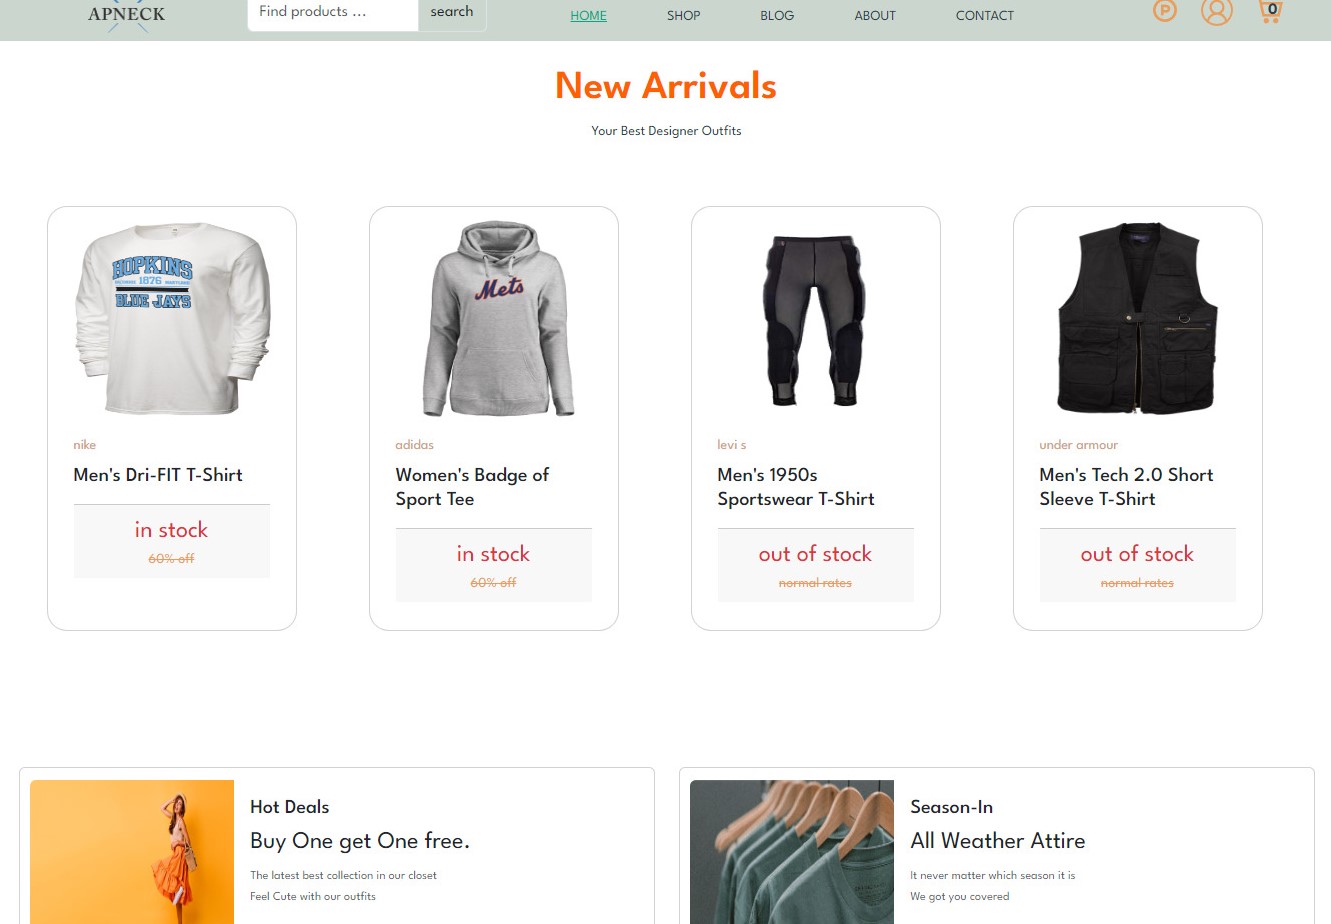 APNECK
Find products ...
search
HOME
SHOP
BLOG
ABOUT
CONTACT
P
0
New Arrivals
Your Best Designer Outfits
HOPKINS
1876
BLUE JAYS
nike
Men's Dri-FIT T-Shirt
in stock
60% off
Mets
adidas
Women's Badge of
Sport Tee
in stock
60% off
levi s
Men's 1950s
Sportswear T-Shirt
out of stock
normal rates
under armour
Men's Tech 2.0 Short
Sleeve T-Shirt
out of stock
normal rates
Hot Deals
Buy One get One free.
The latest best collection in our closet
Feel Cute with our outfits
Season-In
All Weather Attire
It never matter which season it is
We got you covered